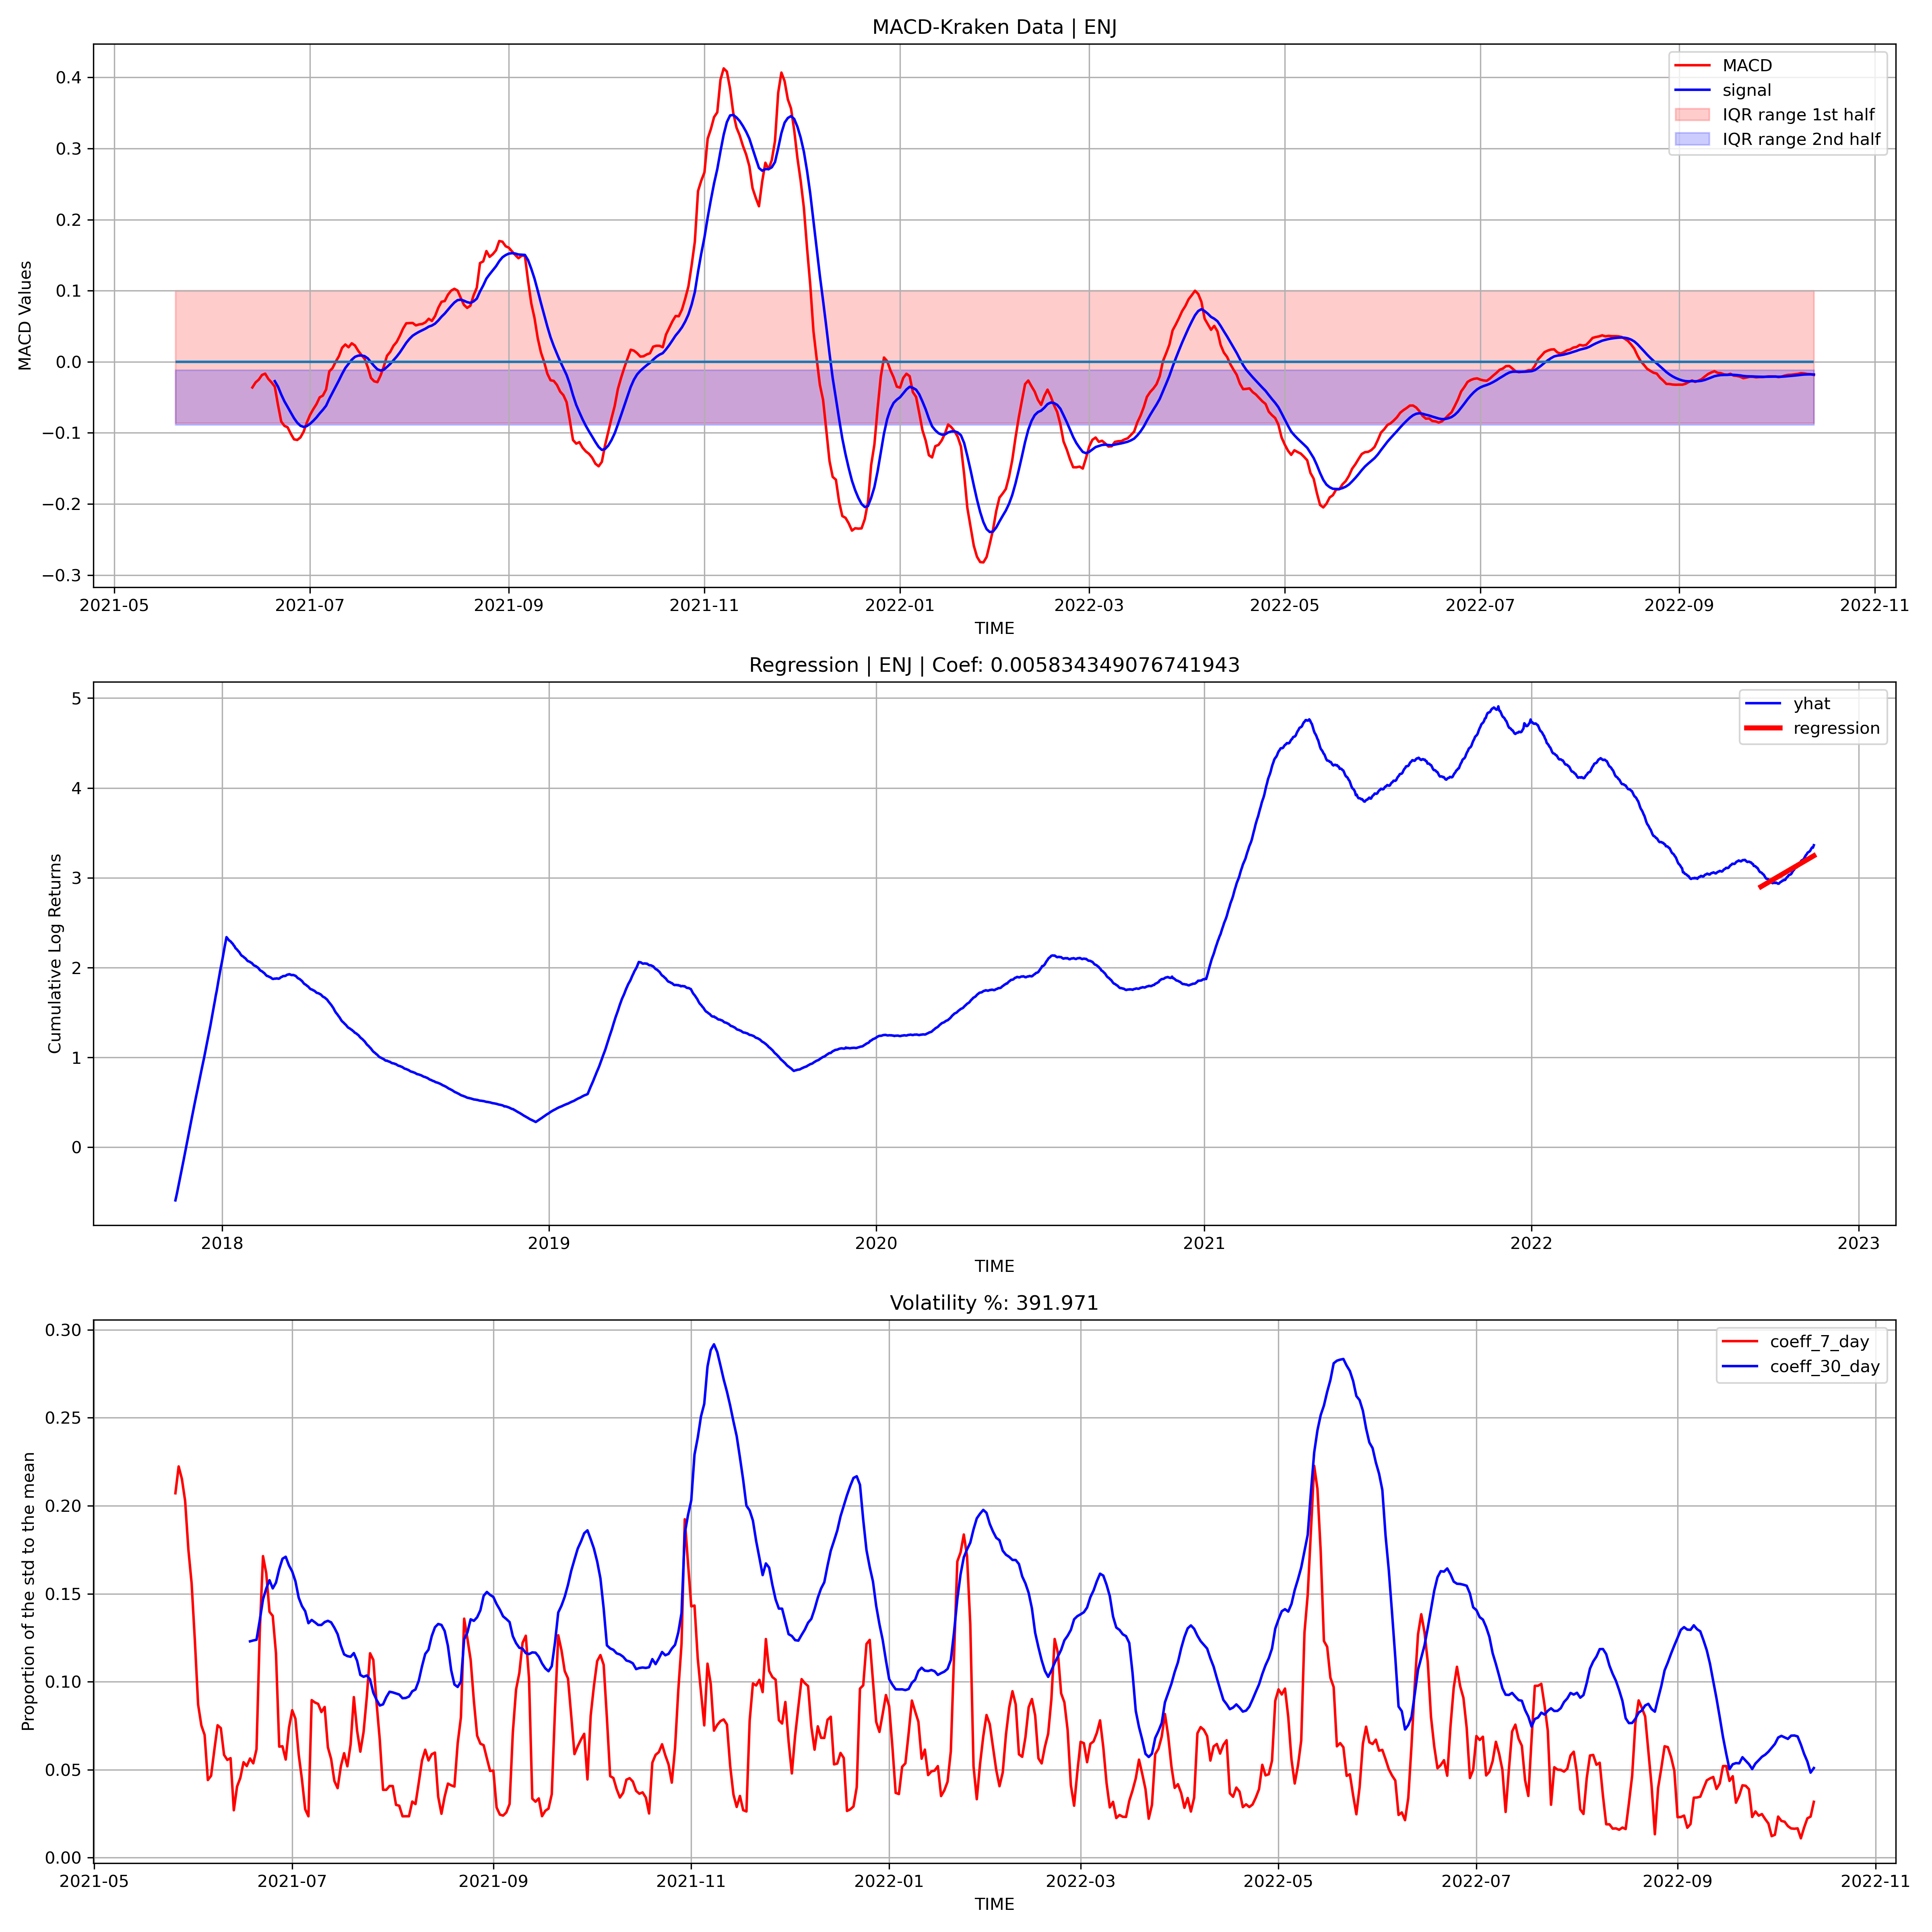 MACD-Kraken Data | ENJ
MACD
signal
IQR range 1st half
IQR range 2nd half
MACD Values
0.4
0.3
0.2
0.1
0.0
−0.1
−0.2
−0.3
2021-05 2021-07 2021-09 2021-11 2022-01 2022-03 2022-05 2022-07 2022-09 2022-11
TIME
Regression | ENJ | Coef: 0.005834349076741943
yhat
regression
Cumulative Log Returns
5
4
3
2
1
0
2018 2019 2020 2021 2022 2023
TIME
Volatility %: 391.971
coeff_7_day
coeff_30_day
Proportion of the std to the mean
0.30
0.25
0.20
0.15
0.10
0.05
0.00
2021-05 2021-07 2021-09 2021-11 2022-01 2022-03 2022-05 2022-07 2022-09 2022-11
TIME